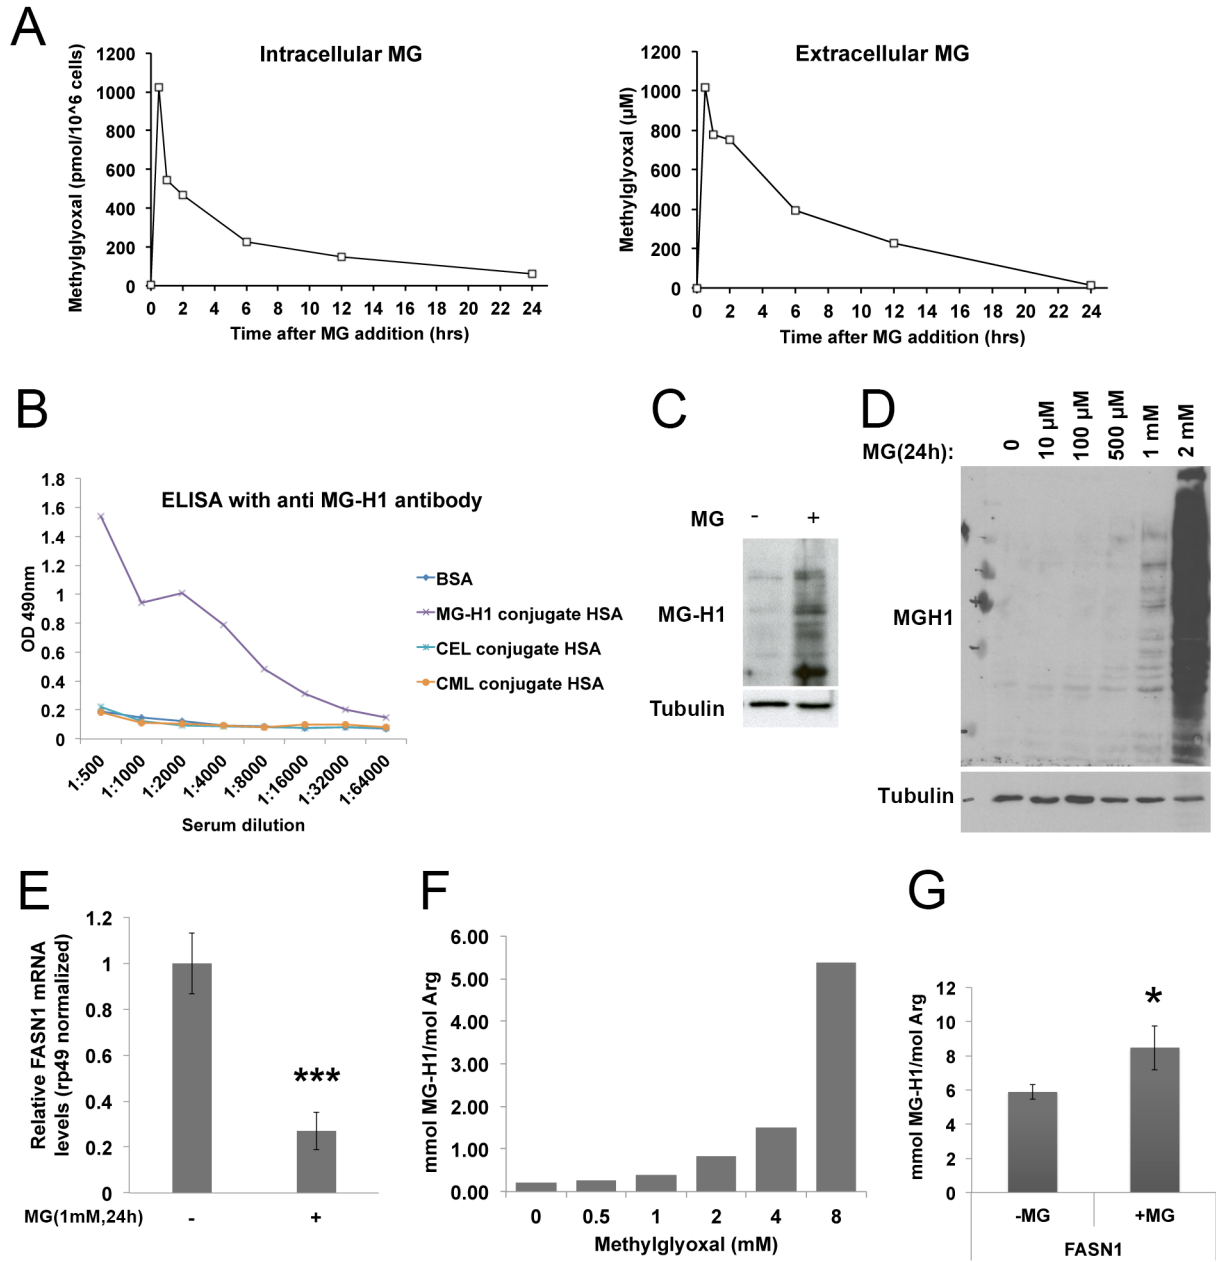 A
Intracellular MG
Methylglyoxal (pmol/10^6 cells)
1200
1000
800
600
400
200
0
0 2 4 6 8 10 12 14 16 18 20 22 24
Time after MG addition (hrs)
Extracellular MG
Methylglyoxal (µM)
1200
1000
800
600
400
200
0
0 2 4 6 8 10 12 14 16 18 20 22 24
Time after MG addition (hrs)
B
ELISA with anti MG-H1 antibody
OD 490nm
1.8
1.6
1.4
1.2
1
0.8
0.6
0.4
0.2
0
1:500 1:1000 1:2000 1:4000 1:8000 1:16000 1:32000 1:64000
Serum dilution
BSA
MG-H1 conjugate HSA
CEL conjugate HSA
CML conjugate HSA
C
MG - +
MG-H1
Tubulin
D
MG(24h): 0 10 µM 100 µM 500 µM 1 mM 2 mM
MGH1
Tubulin
E
Relative FASN1 mRNA
levels (rp49 normalized)
1.2
1
0.8
0.6
0.4
0.2
0
***
MG(1mM,24h) - +
F
mmol MG-H1/mol Arg
6.00
5.00
4.00
3.00
2.00
1.00
0.00
0 0.5 1 2 4 8
Methylglyoxal (mM)
G
mmol MG-H1/mol Arg
12
10
8
6
4
2
0
*
-MG +MG
FASN1